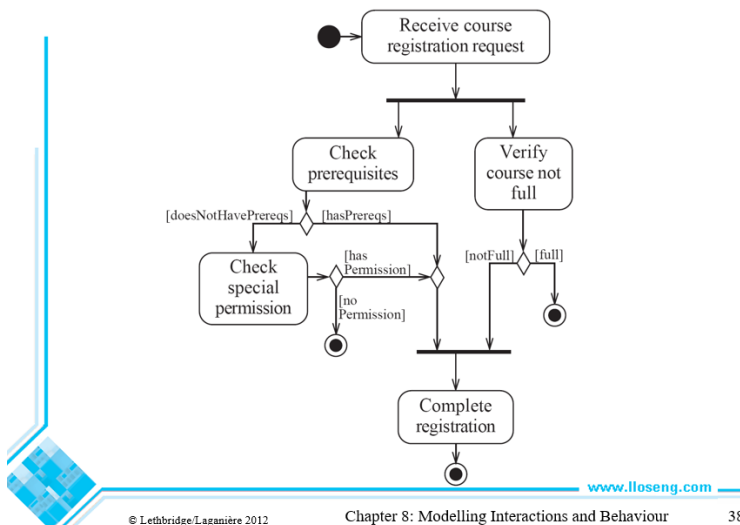 Receive course
registration request
Check
prerequisites
Verify
course not
full
[doesNotHavePrereqs]
[hasPrereqs]
[notFull]
[full]
Check
special
permission
[has
Permission]
[no
Permission]
Complete
registration
www.lloseng.com
© Lethbridge/Laganière 2012
Chapter 8: Modelling Interactions and Behaviour
38